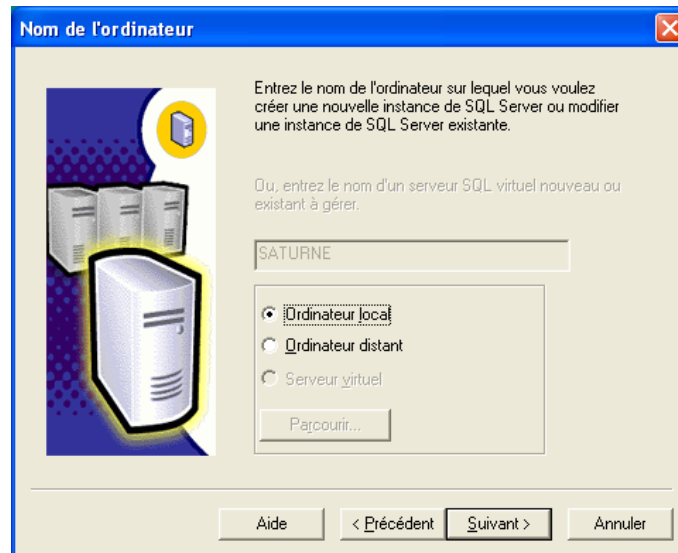 Nom de l'ordinateur
Entrez le nom de l'ordinateur sur lequel vous voulez
créer une nouvelle instance de SQL Server ou modifier
une instance de SQL Server existante.
Ou, entrez le nom d'un serveur SQL virtuel nouveau ou
existant à gérer.
SATURNE
Ordinateur local
Ordinateur distant
Serveur virtuel
Parcourir...
Aide
< Précédent
Suivant >
Annuler